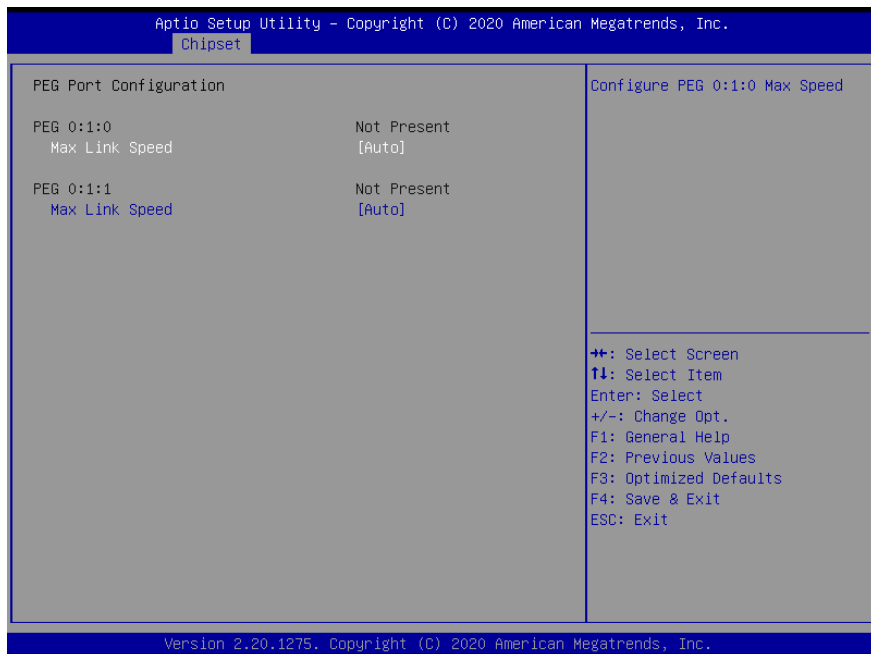 Aptio Setup Utility – Copyright (C) 2020 American Megatrends, Inc.
Chipset
PEG Port Configuration
PEG 0:1:0 Not Present
Max Link Speed [Auto]
PEG 0:1:1 Not Present
Max Link Speed [Auto]
Configure PEG 0:1:0 Max Speed
→←: Select Screen
↑↓: Select Item
Enter: Select
+/-: Change Opt.
F1: General Help
F2: Previous Values
F3: Optimized Defaults
F4: Save & Exit
ESC: Exit
Version 2.20.1275. Copyright (C) 2020 American Megatrends, Inc.